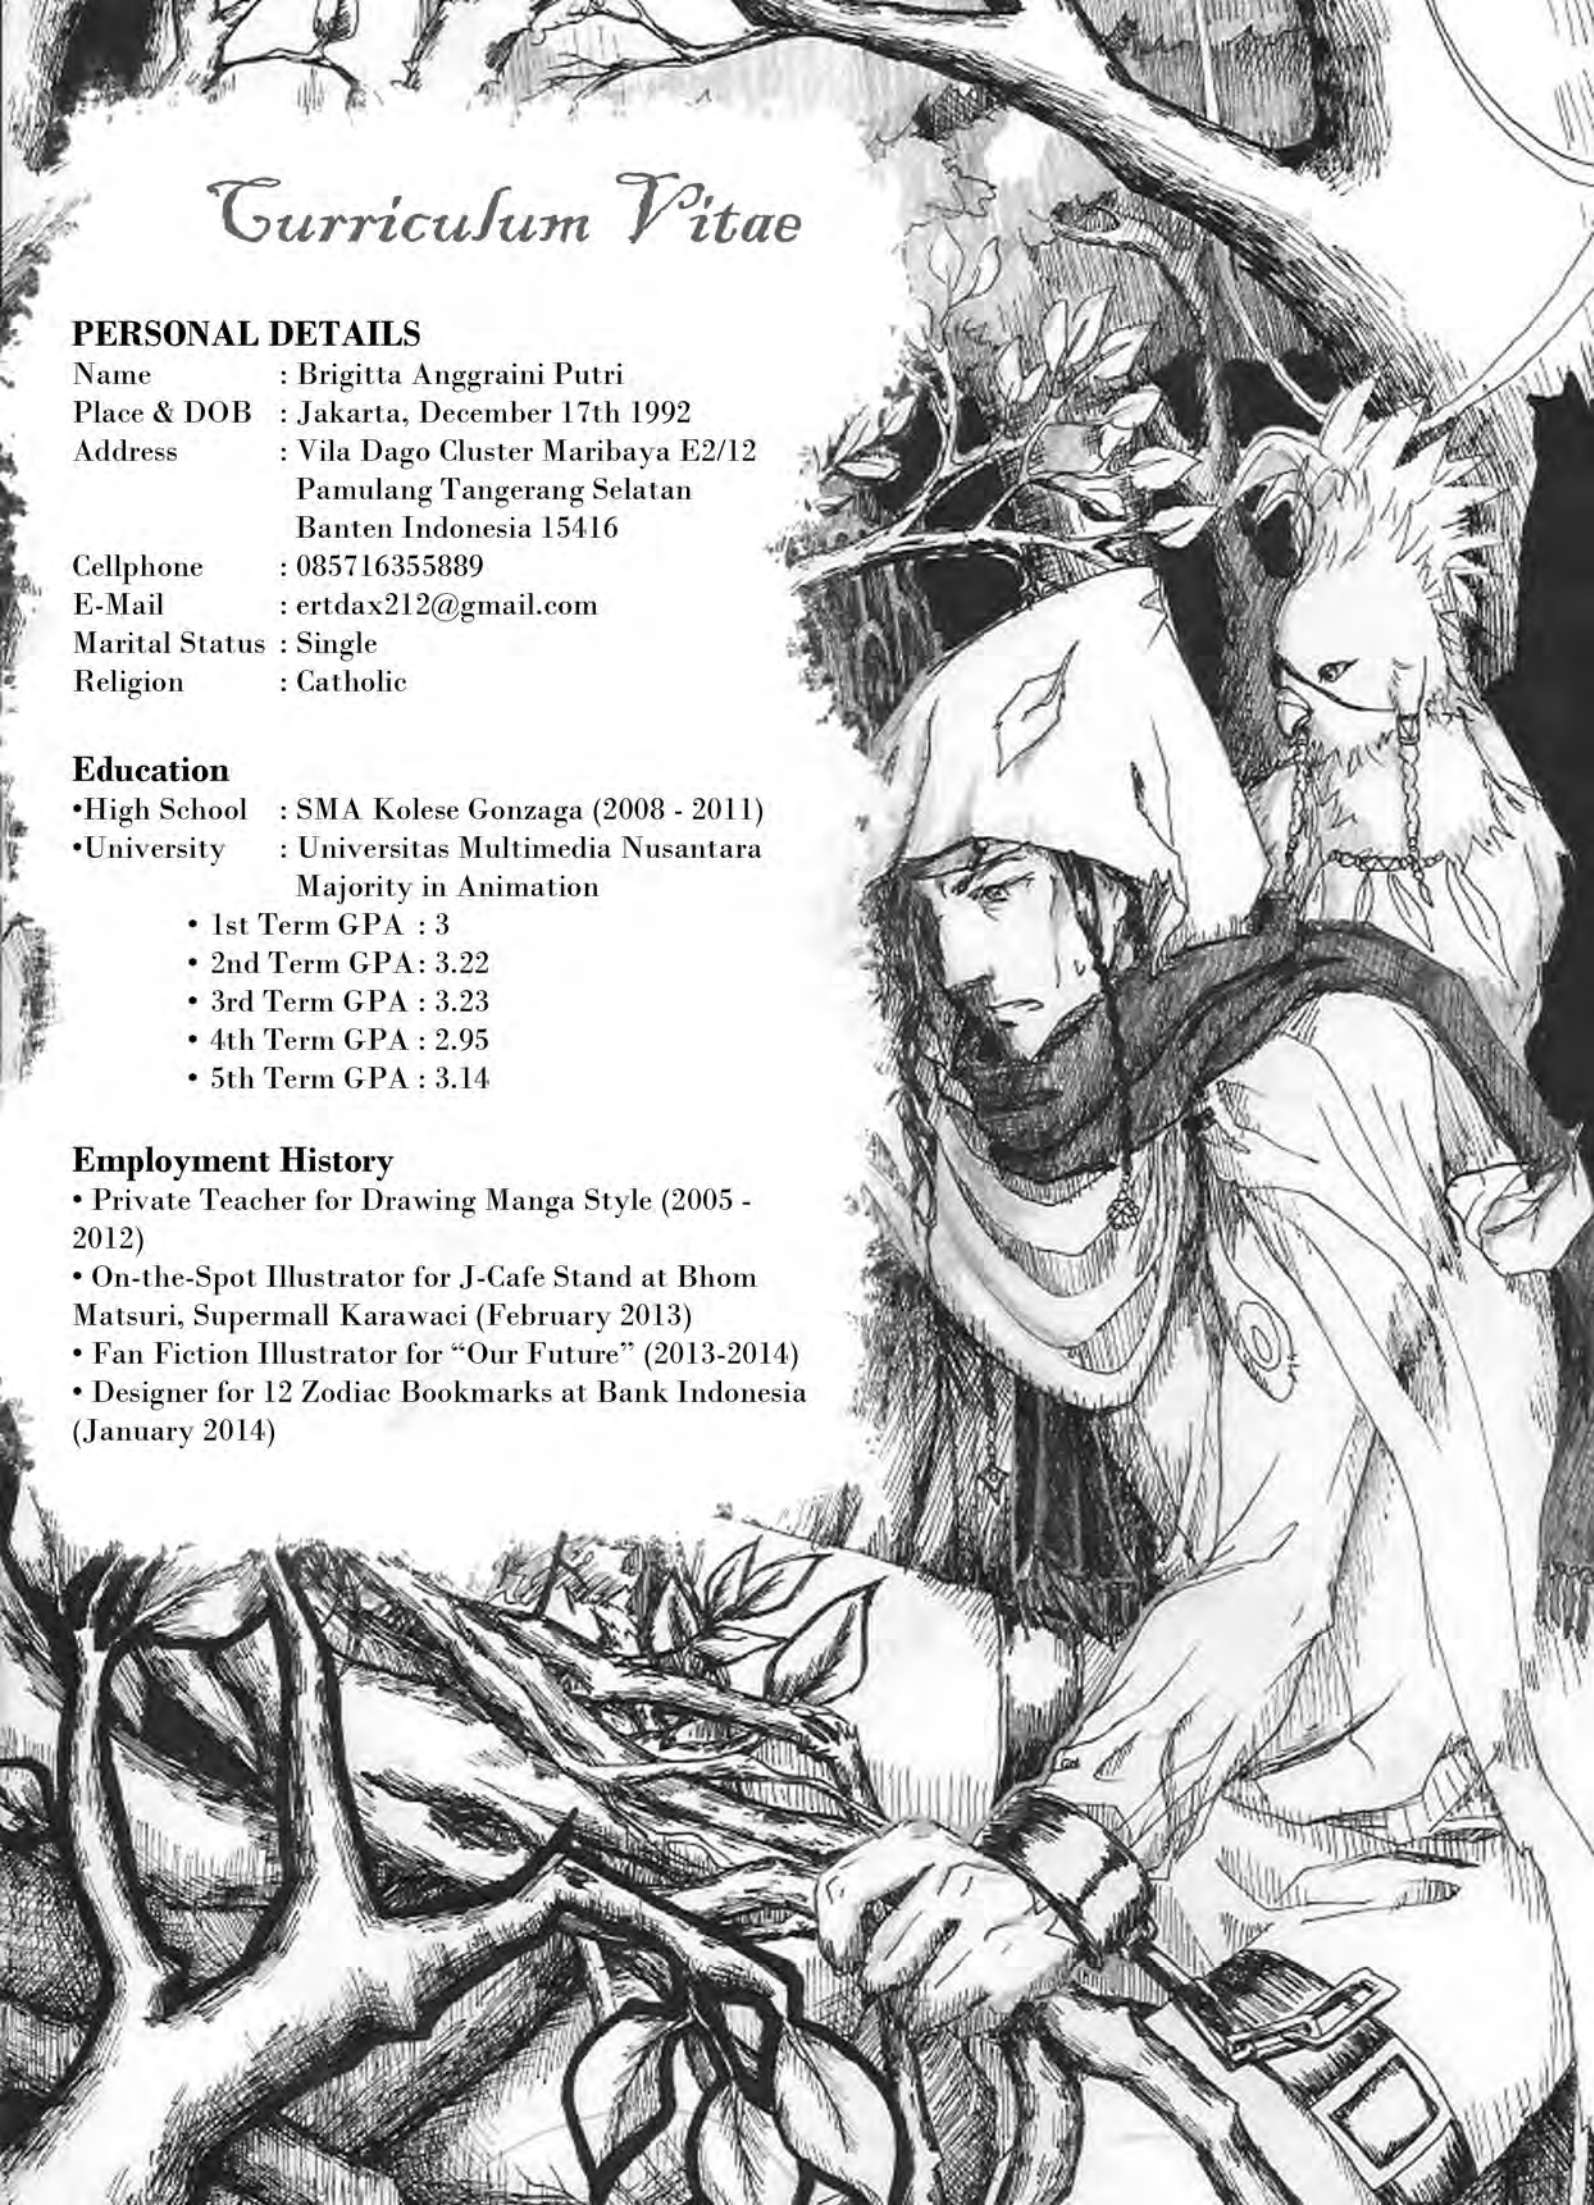 Curriculum Vitae
PERSONAL DETAILS
Name : Brigitta Anggraini Putri
Place & DOB : Jakarta, December 17th 1992
Address : Vila Dago Cluster Maribaya E2/12
Pamulang Tangerang Selatan
Banten Indonesia 15416
Cellphone : 085716355889
E-Mail : ertdax212@gmail.com
Marital Status : Single
Religion : Catholic
Education
•High School : SMA Kolese Gonzaga (2008 - 2011)
•University : Universitas Multimedia Nusantara
Majority in Animation
• 1st Term GPA : 3
• 2nd Term GPA : 3.22
• 3rd Term GPA : 3.23
• 4th Term GPA : 2.95
• 5th Term GPA : 3.14
Employment History
• Private Teacher for Drawing Manga Style (2005 -
2012)
• On-the-Spot Illustrator for J-Cafe Stand at Bhom
Matsuri, Supermall Karawaci (February 2013)
• Fan Fiction Illustrator for “Our Future” (2013-2014)
• Designer for 12 Zodiac Bookmarks at Bank Indonesia
(January 2014)